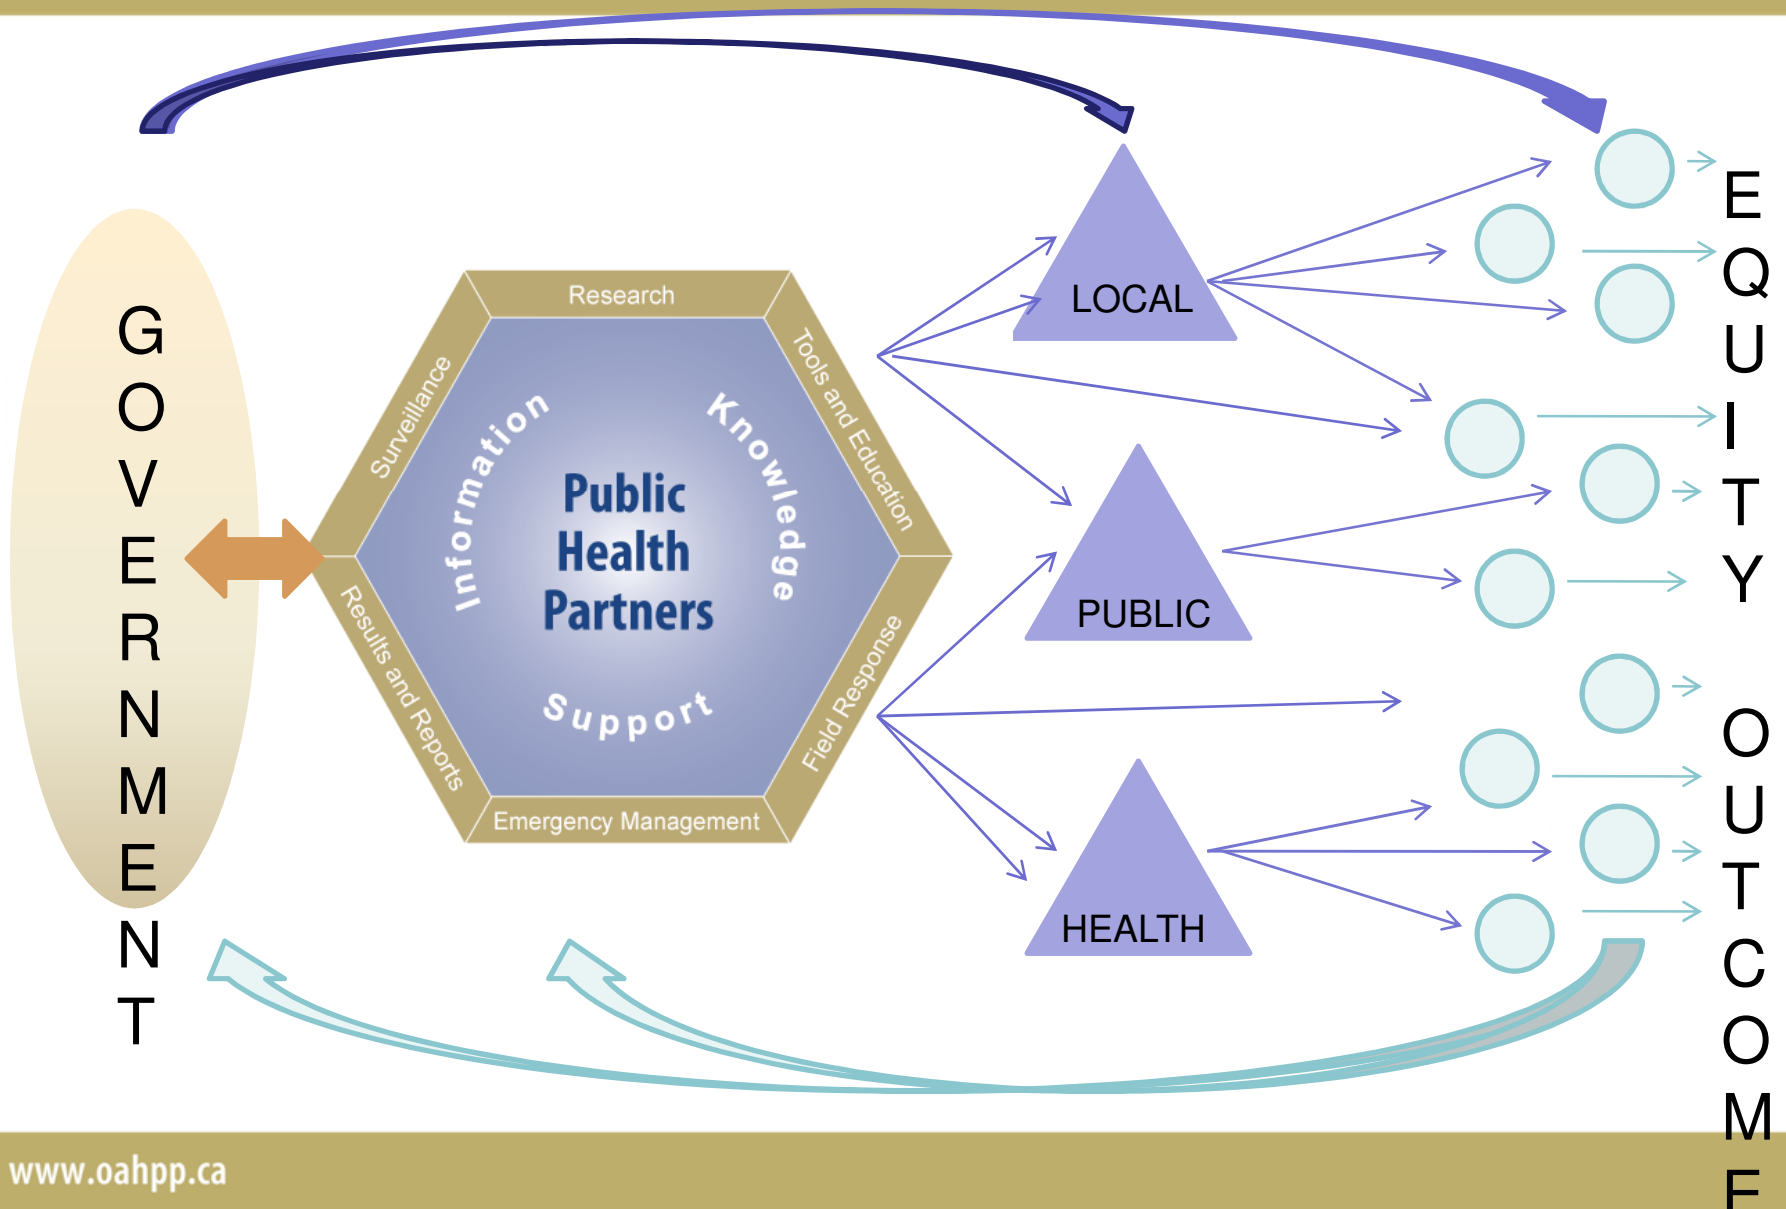 GOVERNMENT
Research
Surveillance
Tools and Education
Information
Knowledge
Public
Health
Partners
Support
Results and Reports
Field Response
Emergency Management
LOCAL
PUBLIC
HEALTH
EQUITY
OUTCOME
www.oahpp.ca